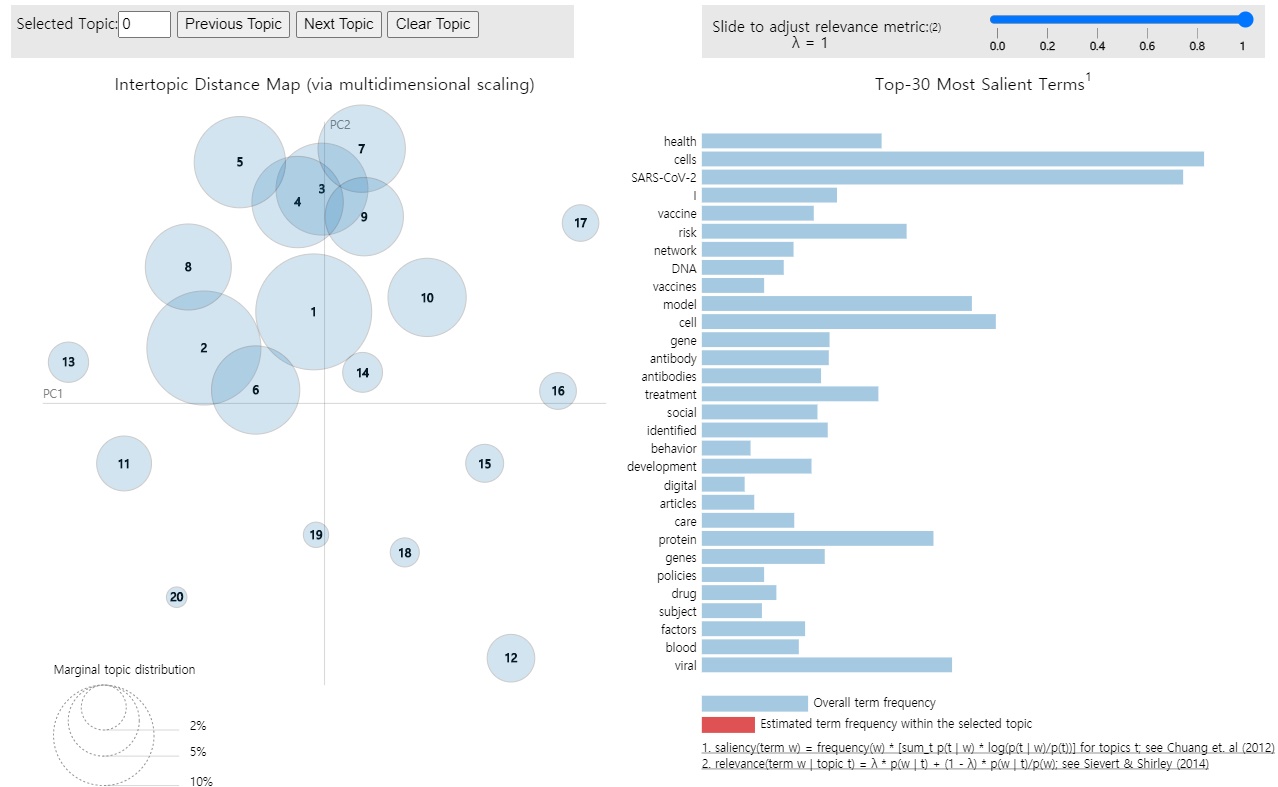 Selected Topic: 0 Previous Topic Next Topic Clear Topic
Slide to adjust relevance metric:(2)
λ = 1
0.0 0.2 0.4 0.6 0.8 1
Intertopic Distance Map (via multidimensional scaling)
PC2
PC1
5
7
3
4
9
17
8
10
1
2
13
14
6
16
11
15
19
18
20
12
Marginal topic distribution
2%
5%
10%
Top-30 Most Salient Terms1
health
cells
SARS-CoV-2
I
vaccine
risk
network
DNA
vaccines
model
cell
gene
antibody
antibodies
treatment
social
identified
behavior
development
digital
articles
care
protein
genes
policies
drug
subject
factors
blood
viral
Overall term frequency
Estimated term frequency within the selected topic
1. saliency(term w) = frequency(w) * [sum_t p(t | w) * log(p(t | w)/p(t))] for topics t; see Chuang et. al (2012)
2. relevance(term w | topic t) = λ * p(w | t) + (1 - λ) * p(w | t)/p(w); see Sievert & Shirley (2014)